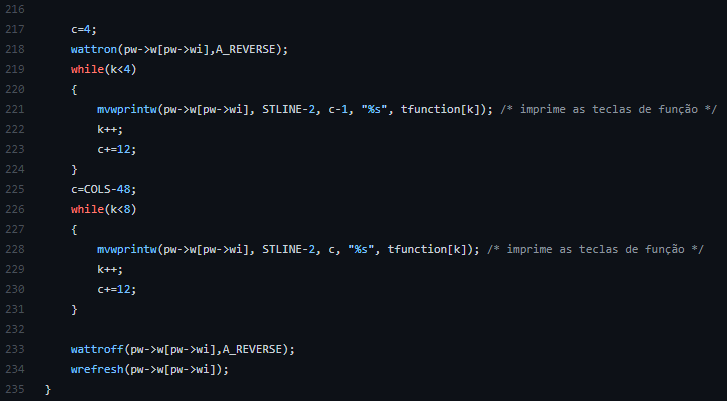 216
217 c=4;
218 wattron(pw->w[pw->wi],A_REVERSE);
219 while(k<4)
220 {
221 mvwprintw(pw->w[pw->wi], STLINE-2, c-1, "%s", tfunction[k]); /* imprime as teclas de função */
222 k++;
223 c+=12;
224 }
225 c=COLS-48;
226 while(k<8)
227 {
228 mvwprintw(pw->w[pw->wi], STLINE-2, c, "%s", tfunction[k]); /* imprime as teclas de função */
229 k++;
230 c+=12;
231 }
232
233 wattroff(pw->w[pw->wi],A_REVERSE);
234 wrefresh(pw->w[pw->wi]);
235 }